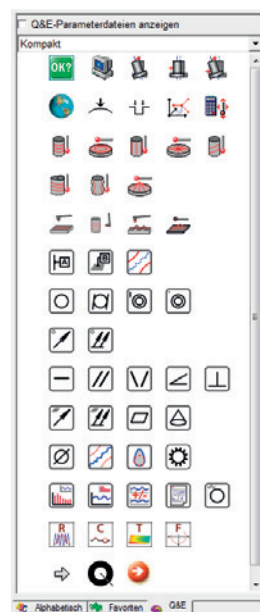 Q&E-Parameterdateien anzeigen
Kompakt
OK?
A
B
R C T F
Alphabetisch Favoriten Q&E